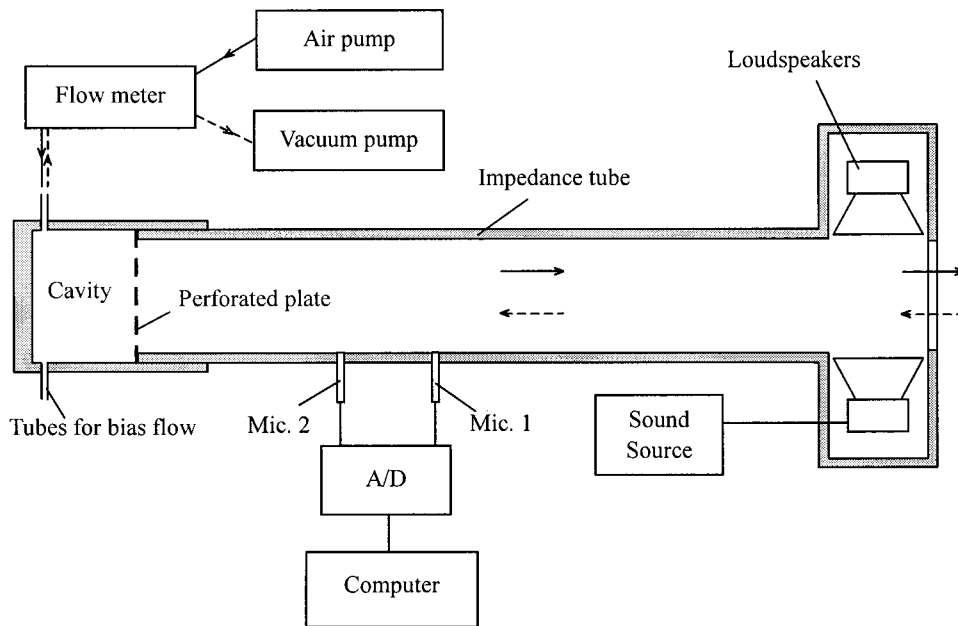 Air pump
Loudspeakers
Flow meter
Vacuum pump
Impedance tube
Cavity
Perforated plate
Tubes for bias flow
Mic. 2
Mic. 1
Sound
Source
A/D
Computer